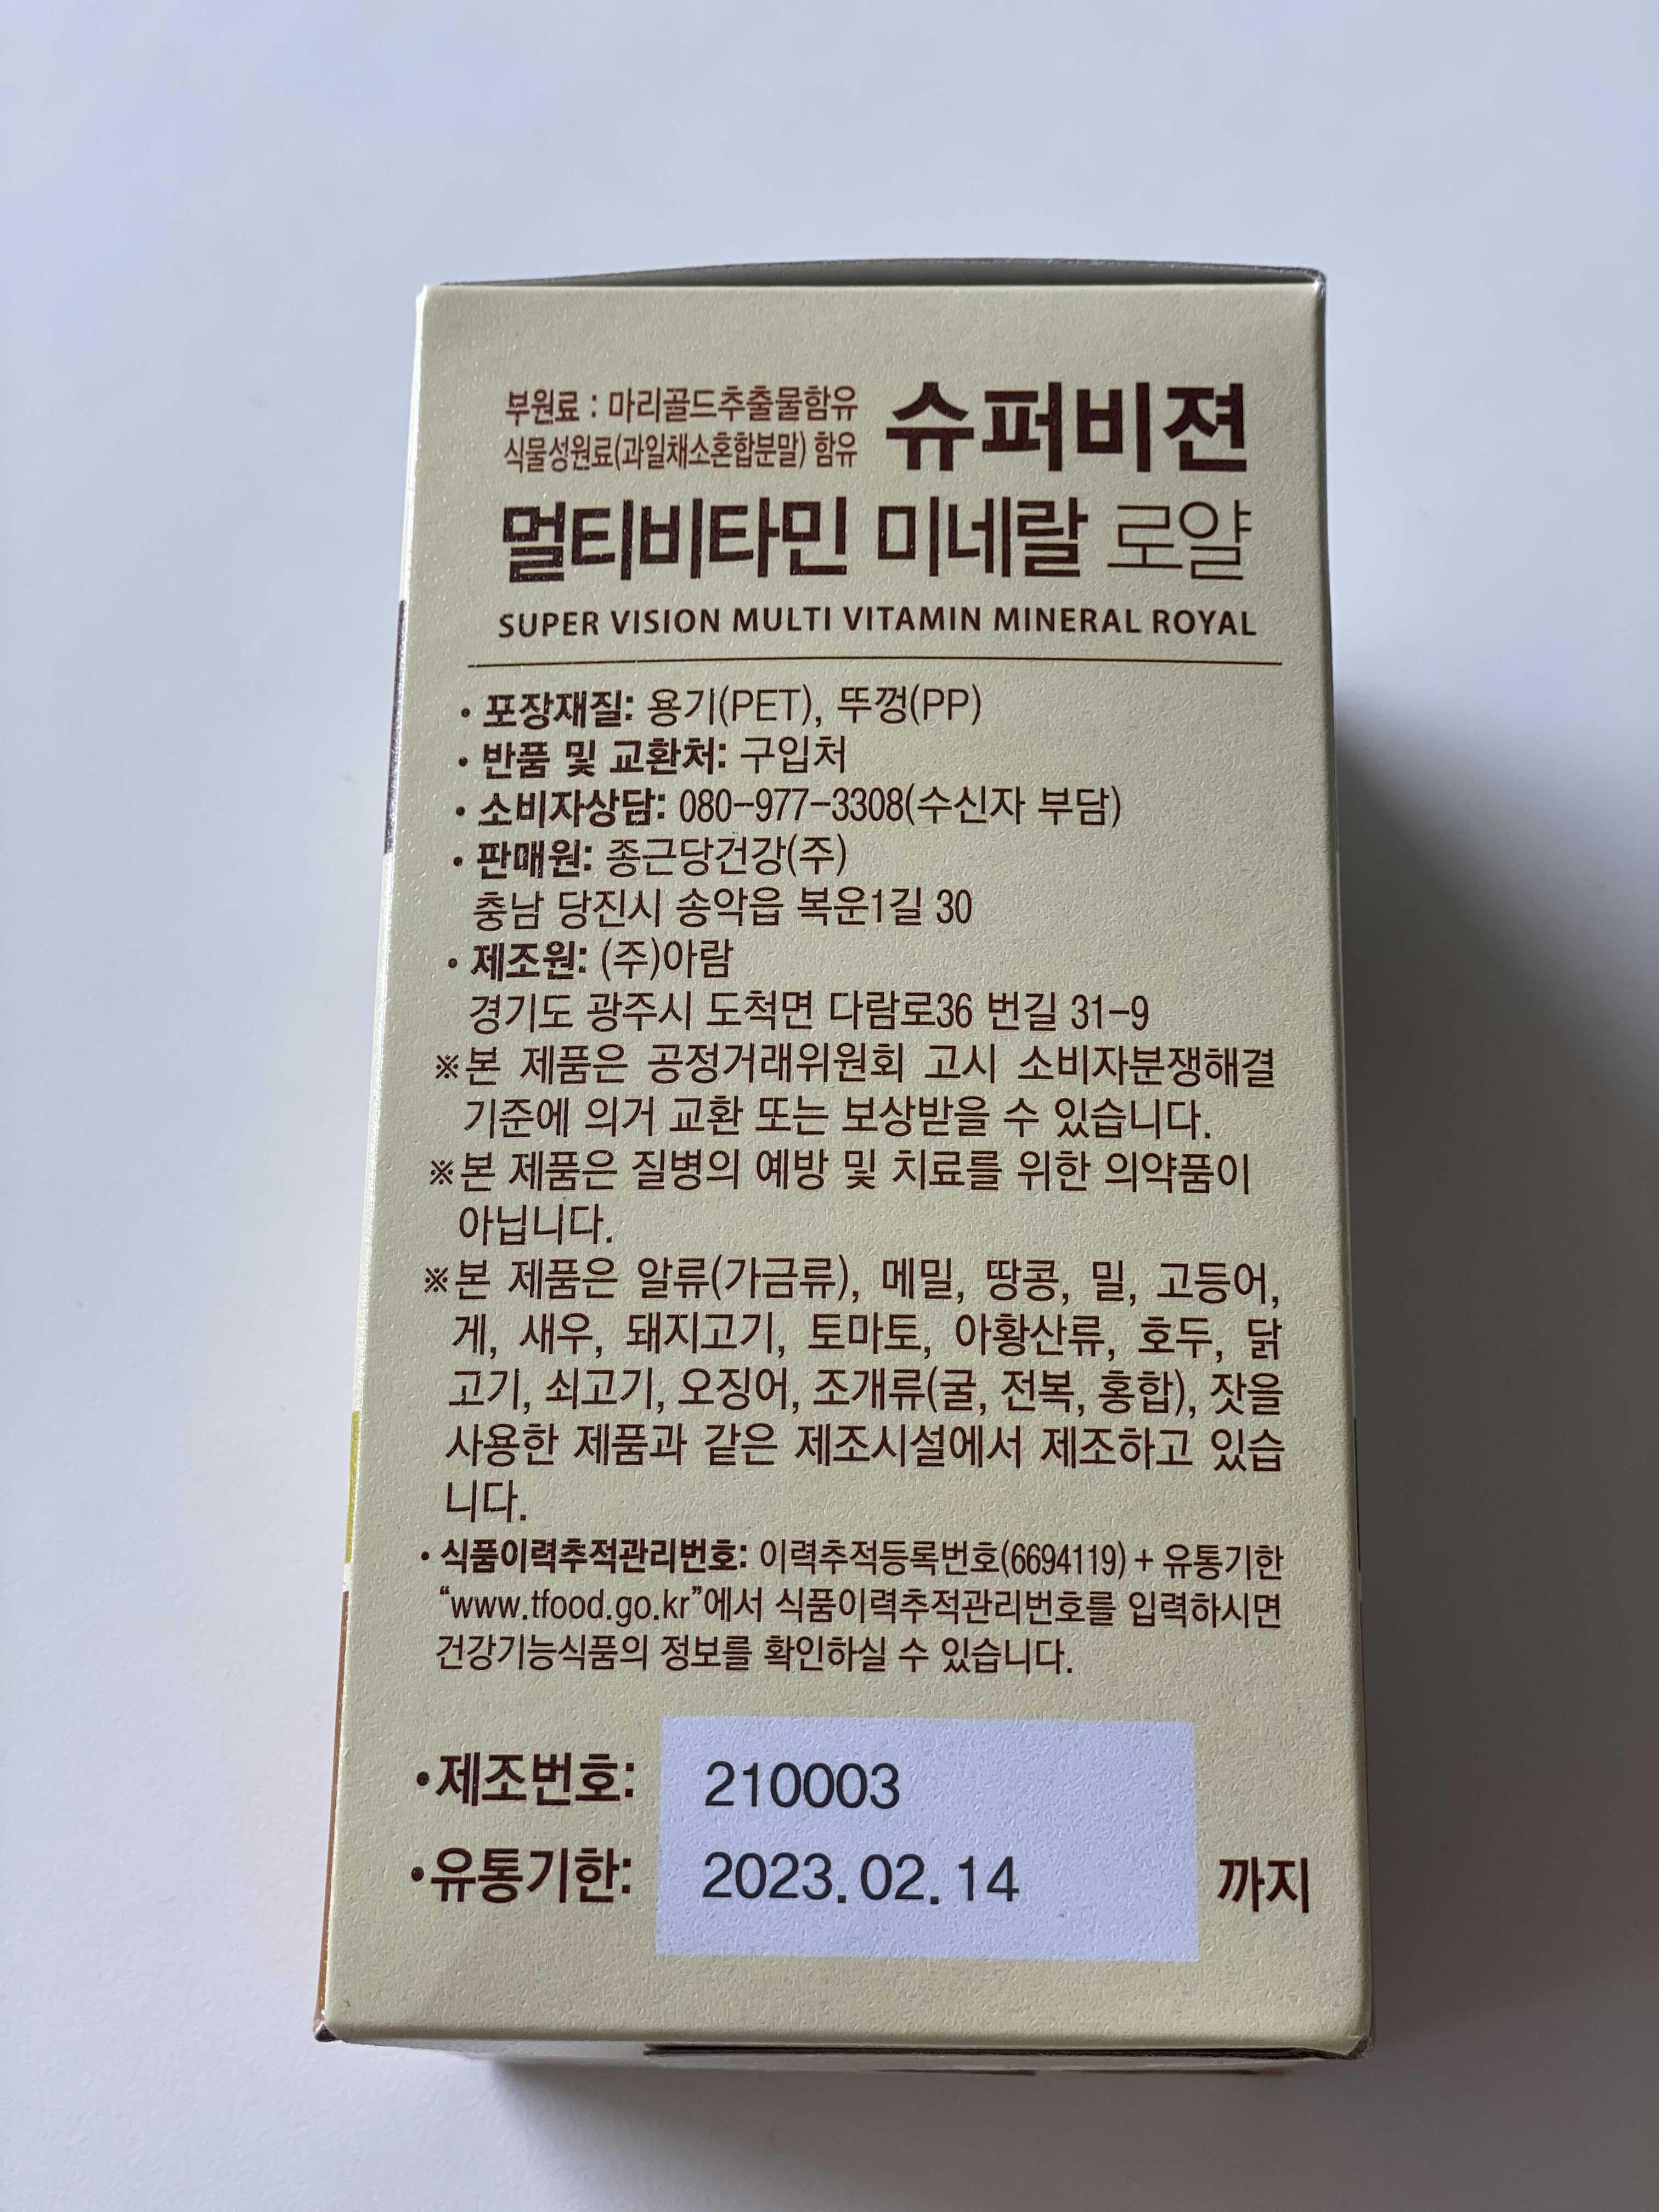 부원료 : 마리골드추출물함유
식물성원료(과일채소혼합분말) 함유
슈퍼비젼
멀티비타민 미네랄 로얄
SUPER VISION MULTI VITAMIN MINERAL ROYAL
• 포장재질: 용기(PET), 뚜껑(PP)
• 반품 및 교환처: 구입처
• 소비자상담: 080-977-3308(수신자 부담)
• 판매원: 종근당건강(주)
충남 당진시 송악읍 복운1길 30
• 제조원: (주)아람
경기도 광주시 도척면 다람로36 번길 31-9
※본 제품은 공정거래위원회 고시 소비자분쟁해결
기준에 의거 교환 또는 보상받을 수 있습니다.
※본 제품은 질병의 예방 및 치료를 위한 의약품이
아닙니다.
※본 제품은 알류(가금류), 메밀, 땅콩, 밀, 고등어,
게, 새우, 돼지고기, 토마토, 아황산류, 호두, 닭
고기, 쇠고기, 오징어, 조개류(굴, 전복, 홍합), 잣을
사용한 제품과 같은 제조시설에서 제조하고 있습
니다.
• 식품이력추적관리번호: 이력추적등록번호(6694119) + 유통기한
“www.tfood.go.kr”에서 식품이력추적관리번호를 입력하시면
건강기능식품의 정보를 확인하실 수 있습니다.
•제조번호: 210003
•유통기한: 2023.02.14 까지